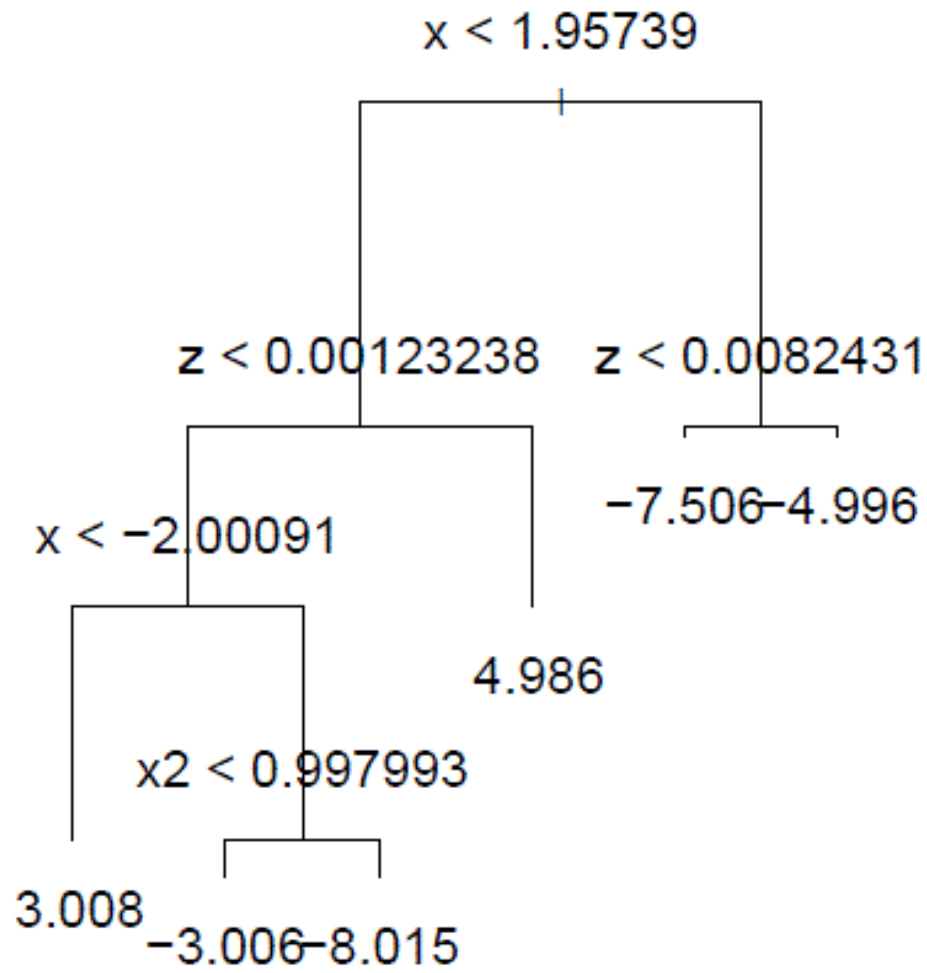 x < 1.95739
z < 0.00123238 z < 0.0082431
−7.506 −4.996
x < −2.00091
4.986
x2 < 0.997993
3.008
−3.006 −8.015